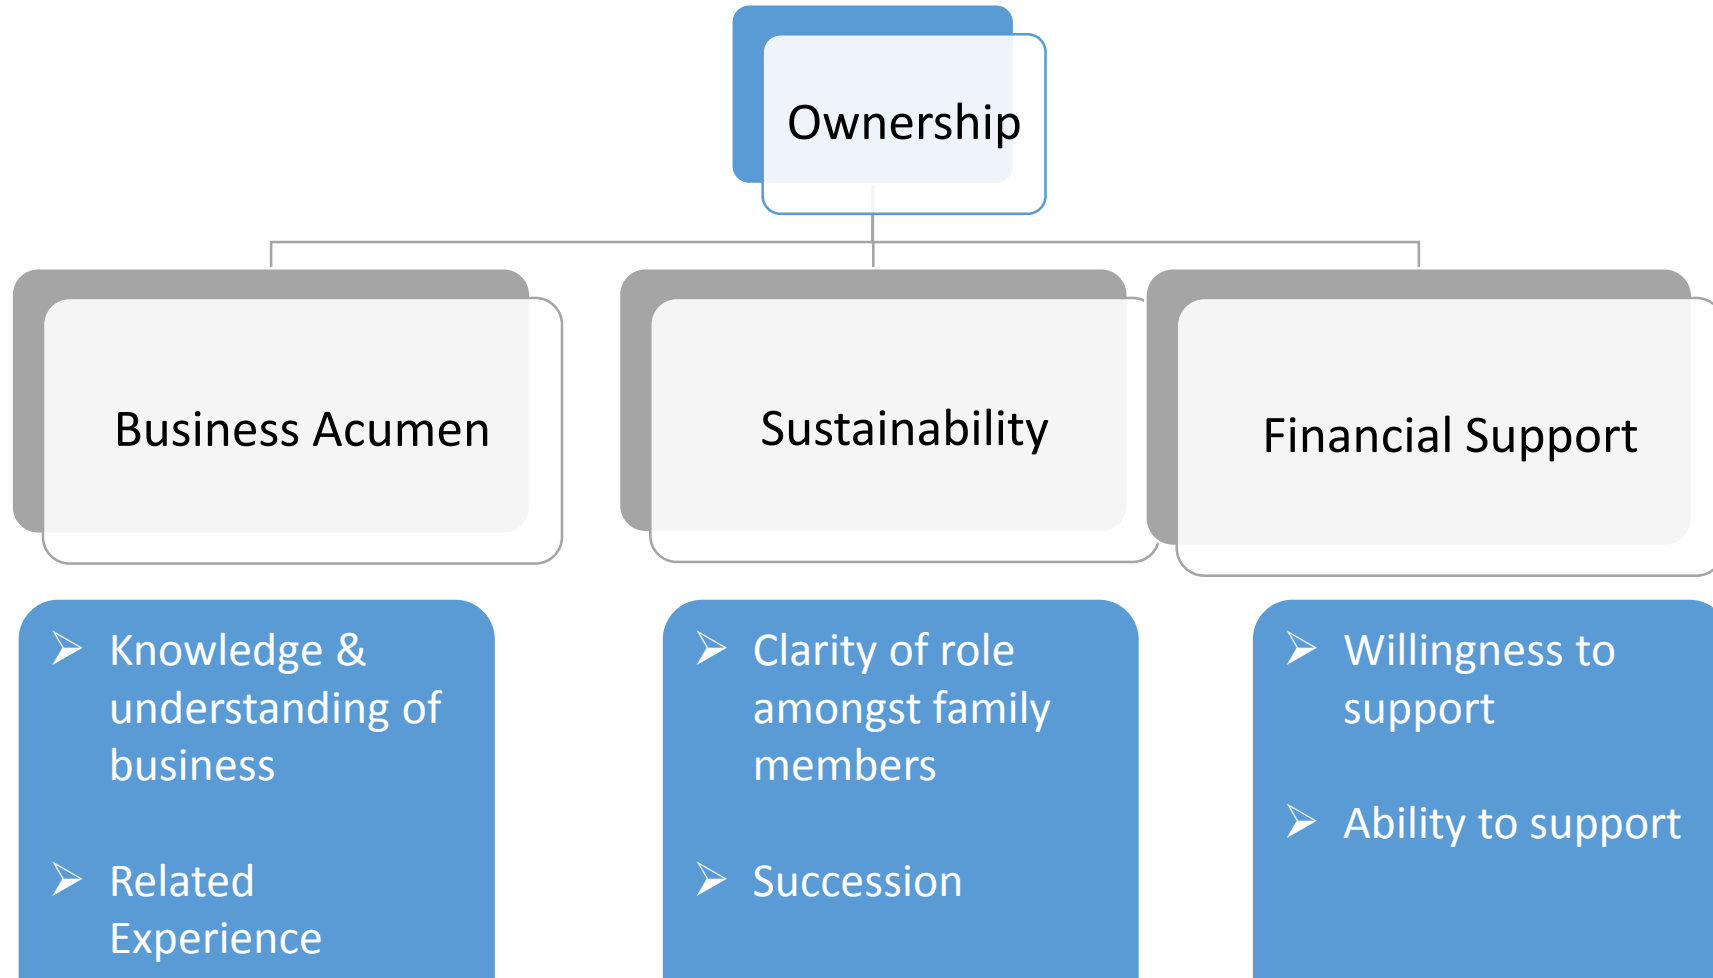 Ownership
Business Acumen
Sustainability
Financial Support
➢ Knowledge &
understanding of
business
➢ Related
Experience
➢ Clarity of role
amongst family
members
➢ Succession
➢ Willingness to
support
➢ Ability to support